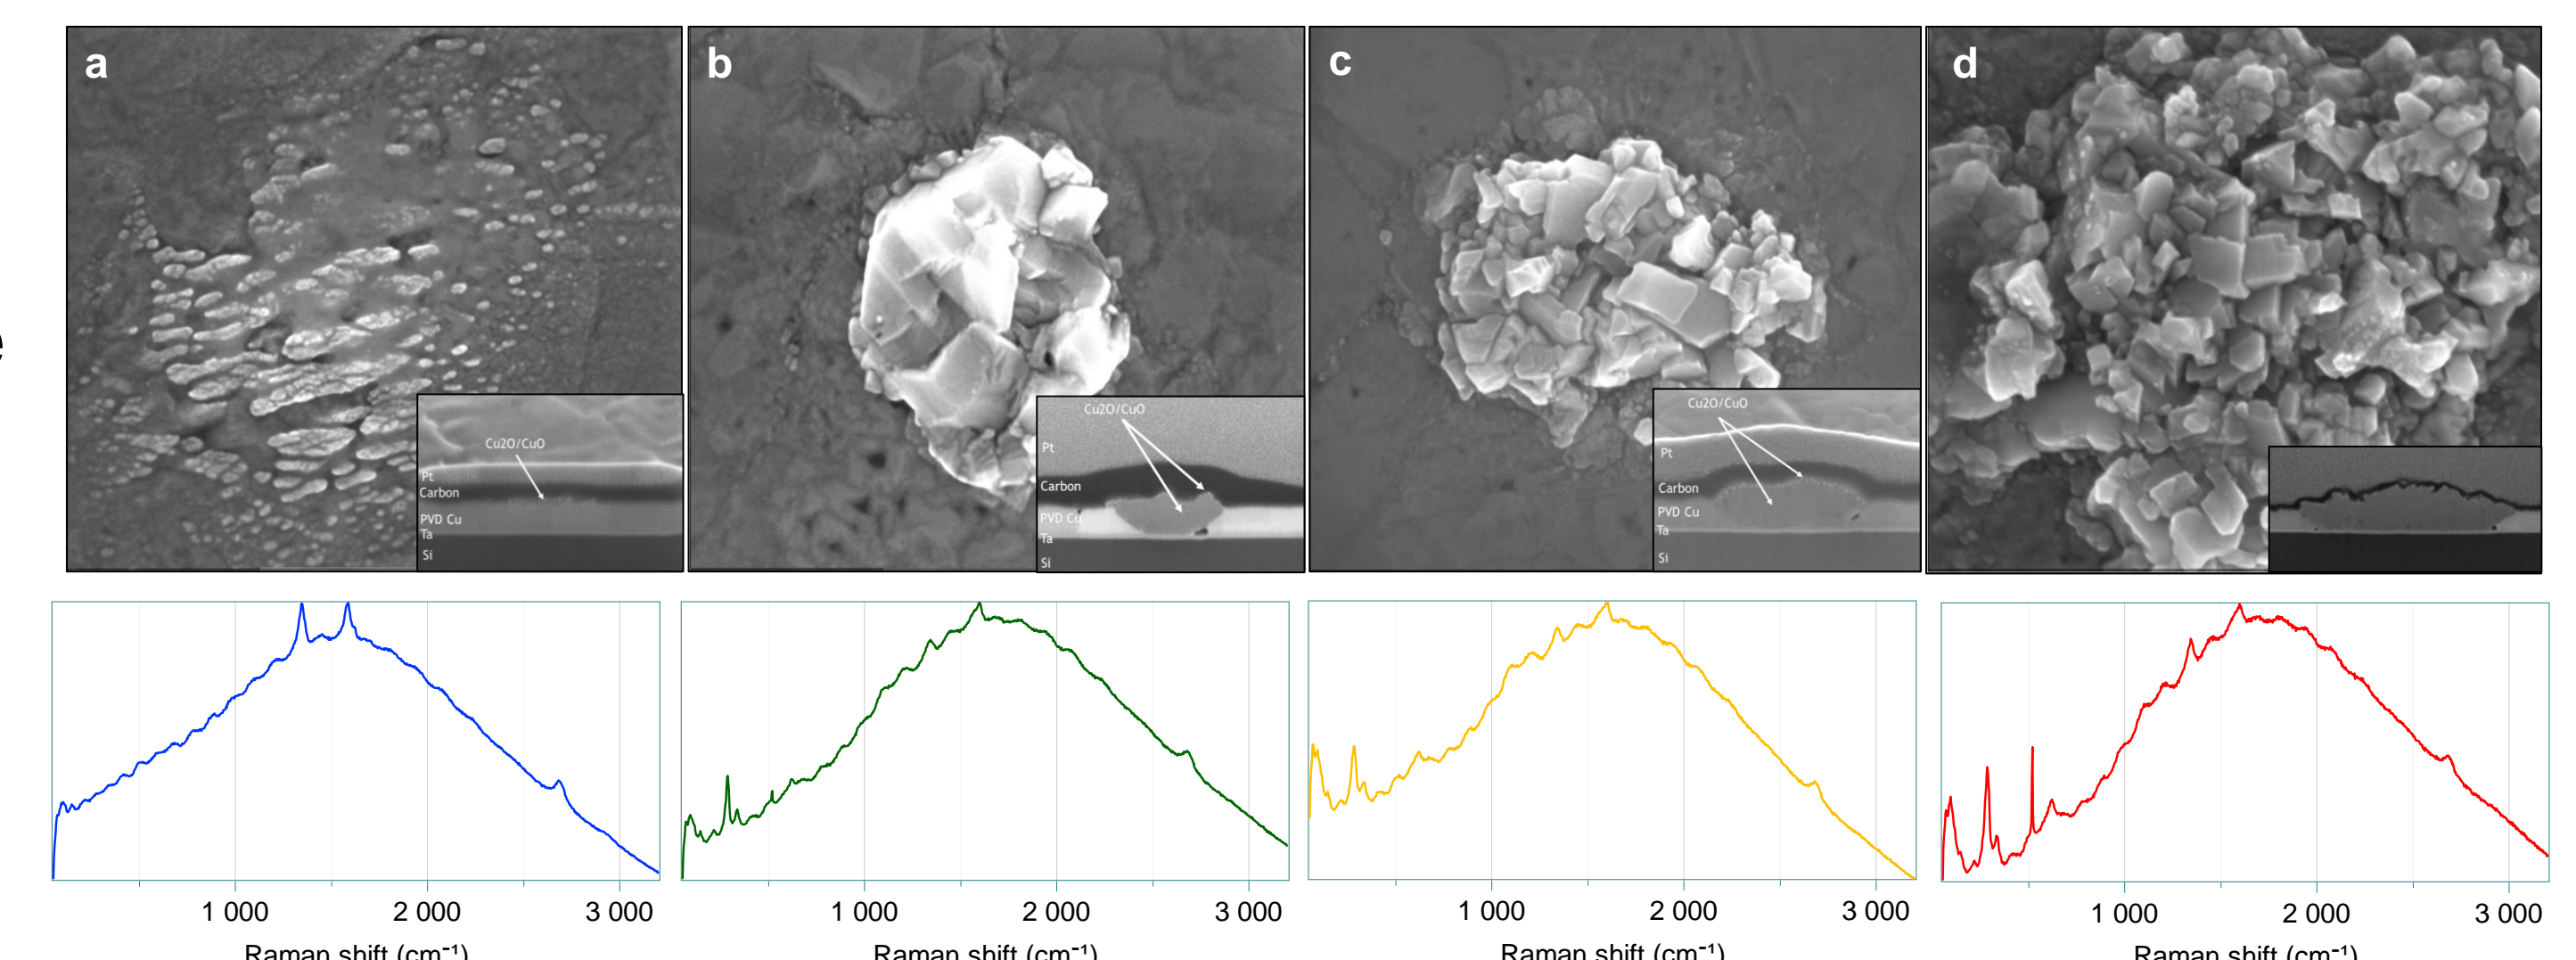 e
a
b
c
d
Cu2O/CuO
Pt
Carbon
PVD Cu
Ta
Si
Cu2O/CuO
Pt
Carbon
PVD Cu
Ta
Si
Cu2O/CuO
Pt
Carbon
PVD Cu
Ta
Si
1 000 2 000 3 000
Raman shift (cm⁻¹)
1 000 2 000 3 000
Raman shift (cm⁻¹)
1 000 2 000 3 000
Raman shift (cm⁻¹)
1 000 2 000 3 000
Raman shift (cm⁻¹)